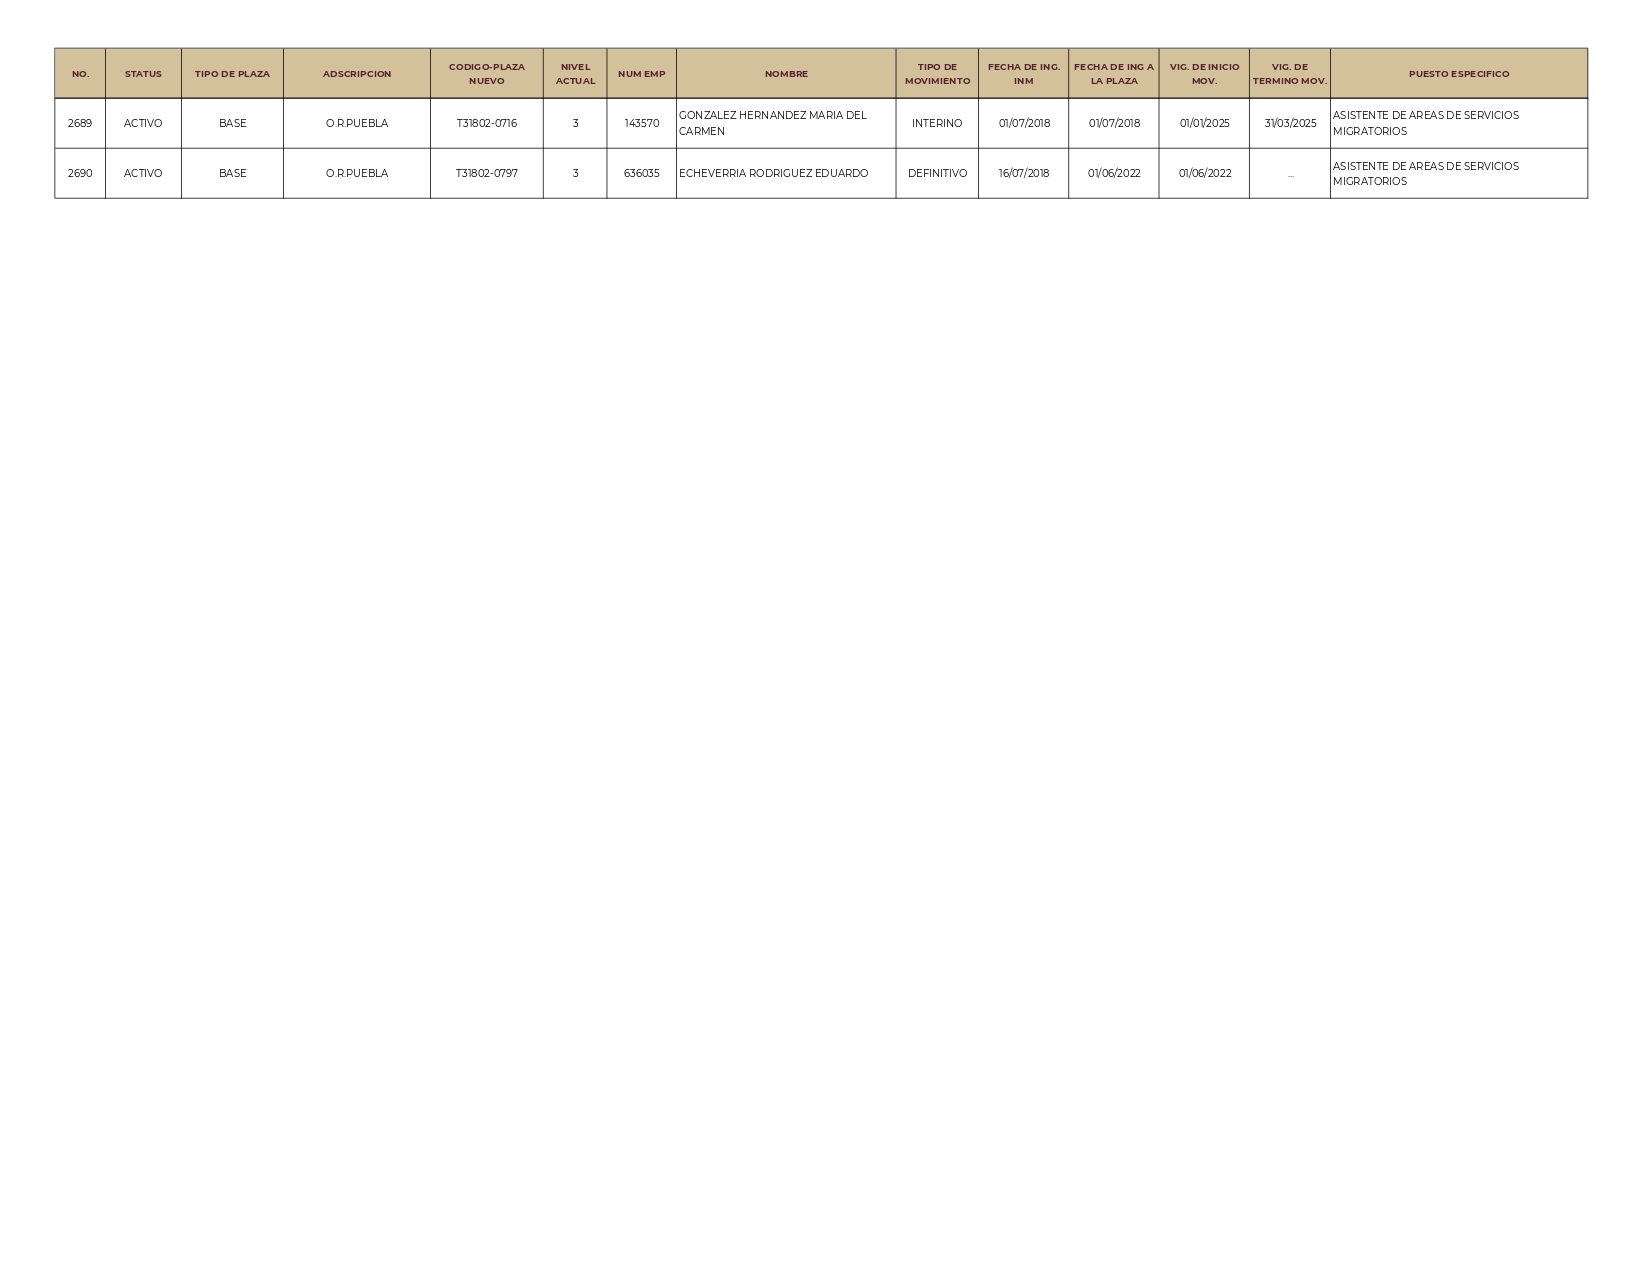 NO. STATUS TIPO DE PLAZA ADSCRIPCION CODIGO-PLAZA NUEVO NIVEL ACTUAL NUM EMP NOMBRE TIPO DE MOVIMIENTO FECHA DE ING. INM FECHA DE ING A LA PLAZA VIG. DE INICIO MOV. VIG. DE TERMINO MOV. PUESTO ESPECIFICO
2689 ACTIVO BASE O.R.PUEBLA T31802-0716 3 143570 GONZALEZ HERNANDEZ MARIA DEL CARMEN INTERINO 01/07/2018 01/07/2018 01/01/2025 31/03/2025 ASISTENTE DE AREAS DE SERVICIOS MIGRATORIOS
2690 ACTIVO BASE O.R.PUEBLA T31802-0797 3 636035 ECHEVERRIA RODRIGUEZ EDUARDO DEFINITIVO 16/07/2018 01/06/2022 01/06/2022 ... ASISTENTE DE AREAS DE SERVICIOS MIGRATORIOS